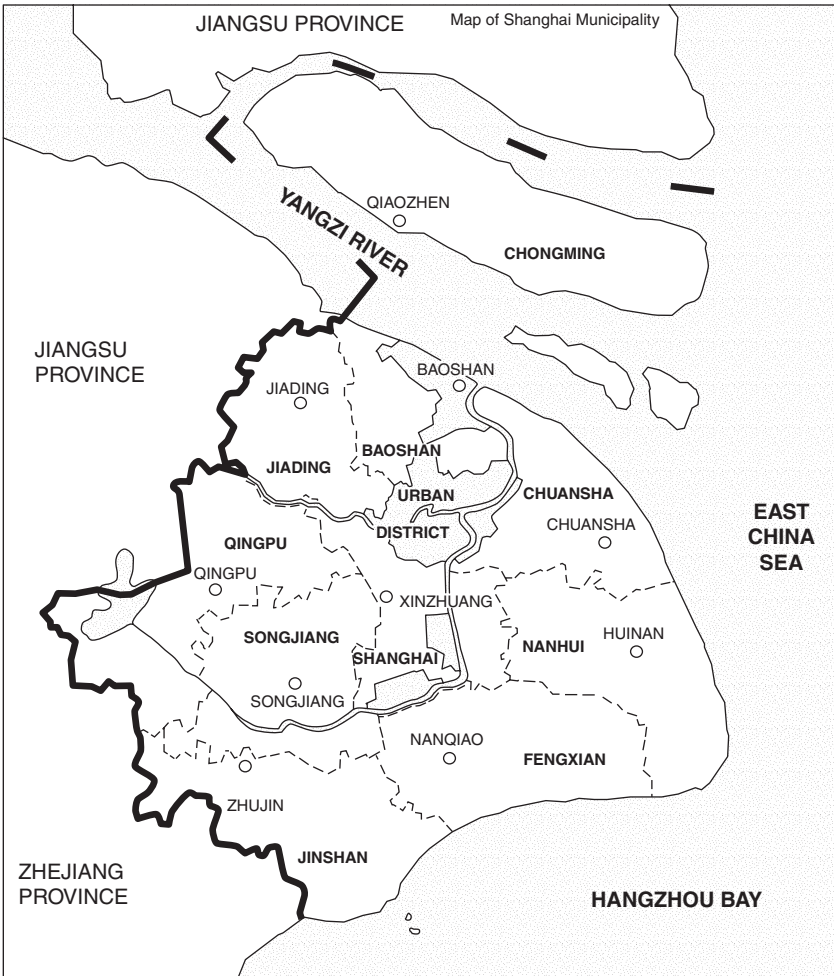 JIANGSU PROVINCE
Map of Shanghai Municipality
QIAOZHEN
YANGZI RIVER
CHONGMING
JIANGSU
PROVINCE
BAOSHAN
JIADING
BAOSHAN
JIADING
URBAN
DISTRICT
CHUANSHA
CHUANSHA
EAST
CHINA
SEA
QINGPU
QINGPU
XINZHUANG
SONGJIANG
SHANGHAI
NANHUI
HUINAN
SONGJIANG
NANQIAO
FENGXIAN
ZHUJIN
JINSHAN
ZHEJIANG
PROVINCE
HANGZHOU BAY